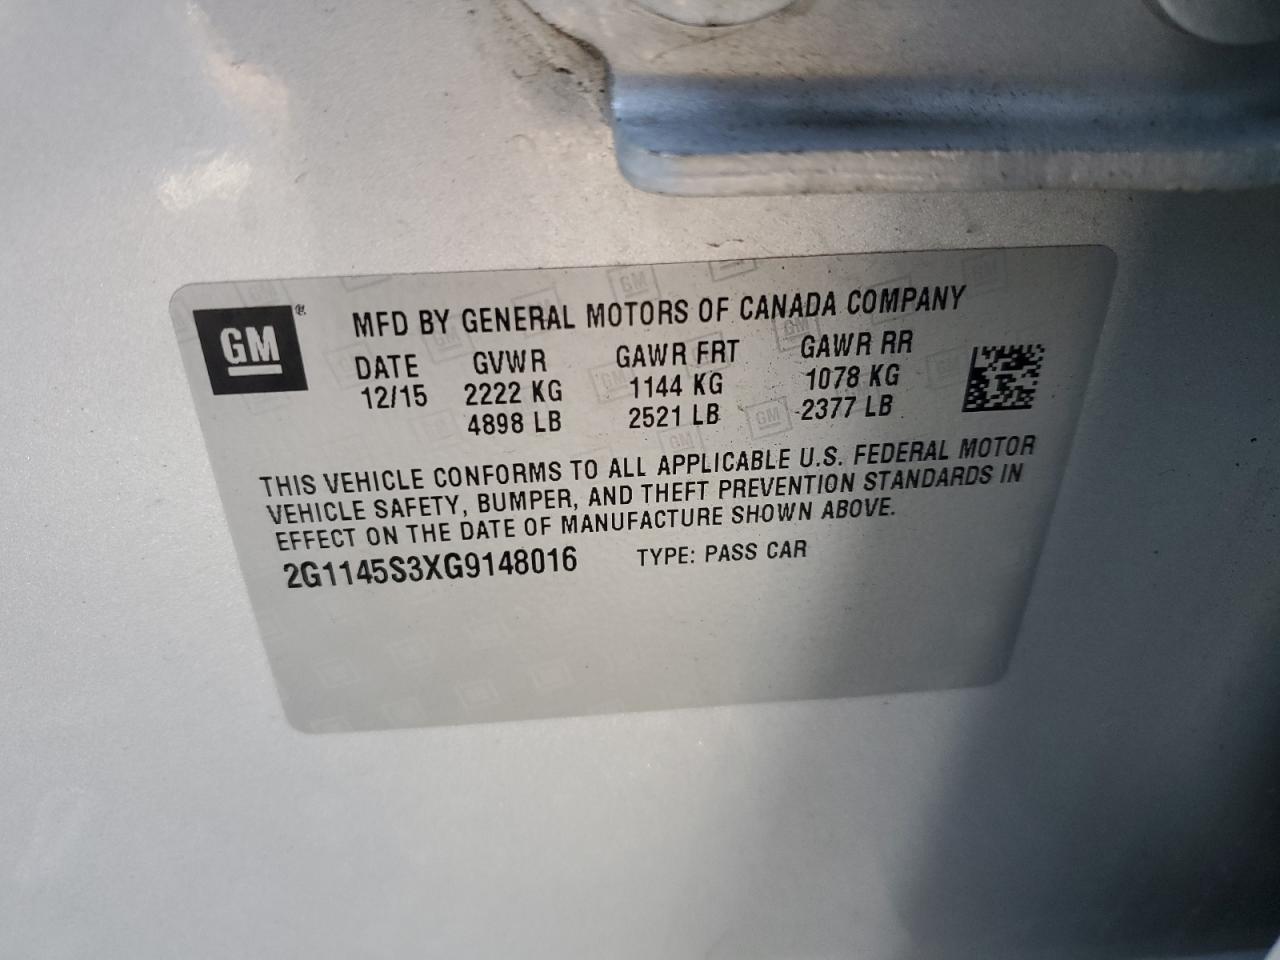 GM ®
MFD BY GENERAL MOTORS OF CANADA COMPANY
DATE GVWR GAWR FRT GAWR RR
12/15 2222 KG 1144 KG 1078 KG
4898 LB 2521 LB 2377 LB
THIS VEHICLE CONFORMS TO ALL APPLICABLE U.S. FEDERAL MOTOR
VEHICLE SAFETY, BUMPER, AND THEFT PREVENTION STANDARDS IN
EFFECT ON THE DATE OF MANUFACTURE SHOWN ABOVE.
2G1145S3XG9148016 TYPE: PASS CAR